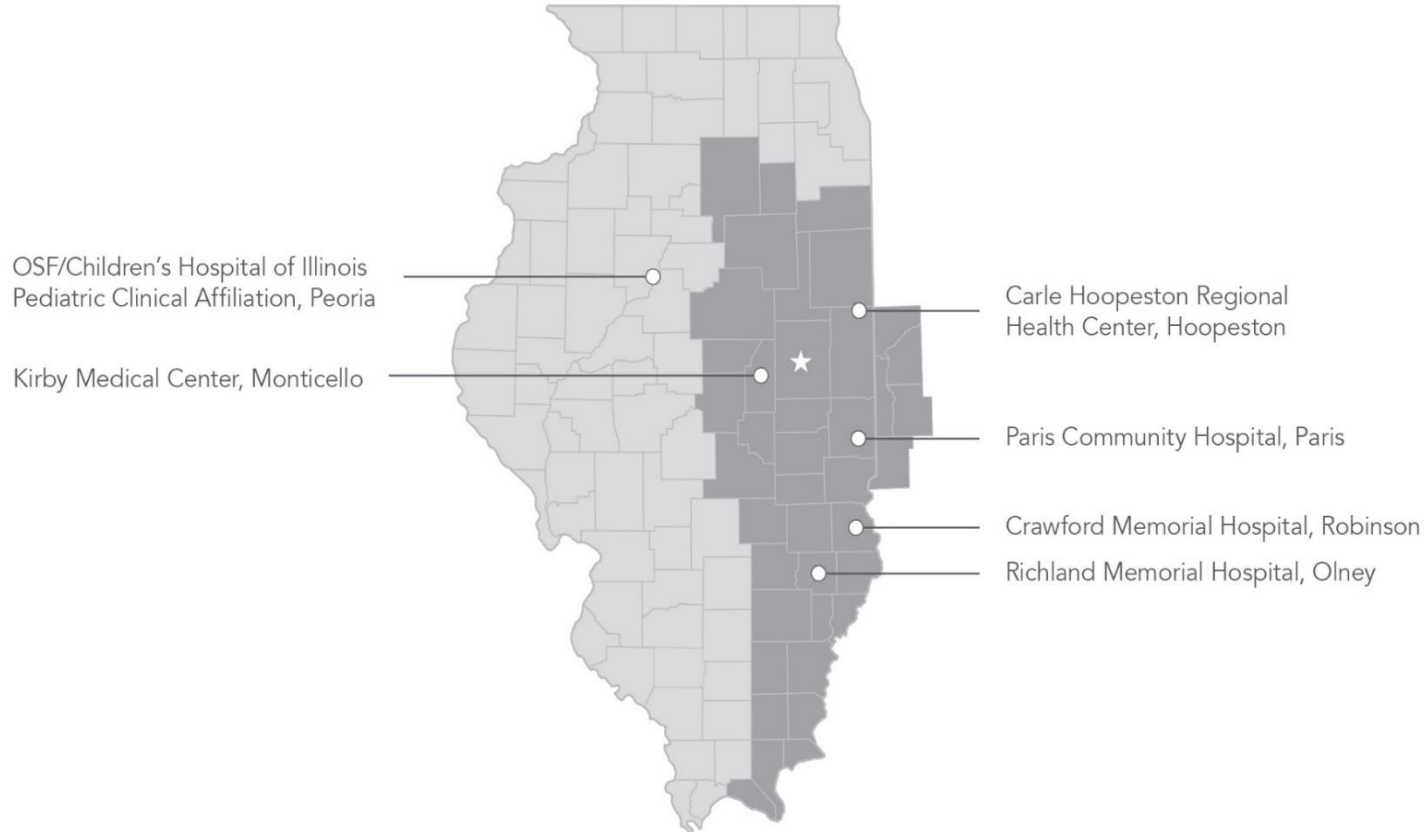 OSF/Children's Hospital of Illinois
Pediatric Clinical Affiliation, Peoria
Kirby Medical Center, Monticello
Carle Hoopeston Regional
Health Center, Hoopeston
Paris Community Hospital, Paris
Crawford Memorial Hospital, Robinson
Richland Memorial Hospital, Olney